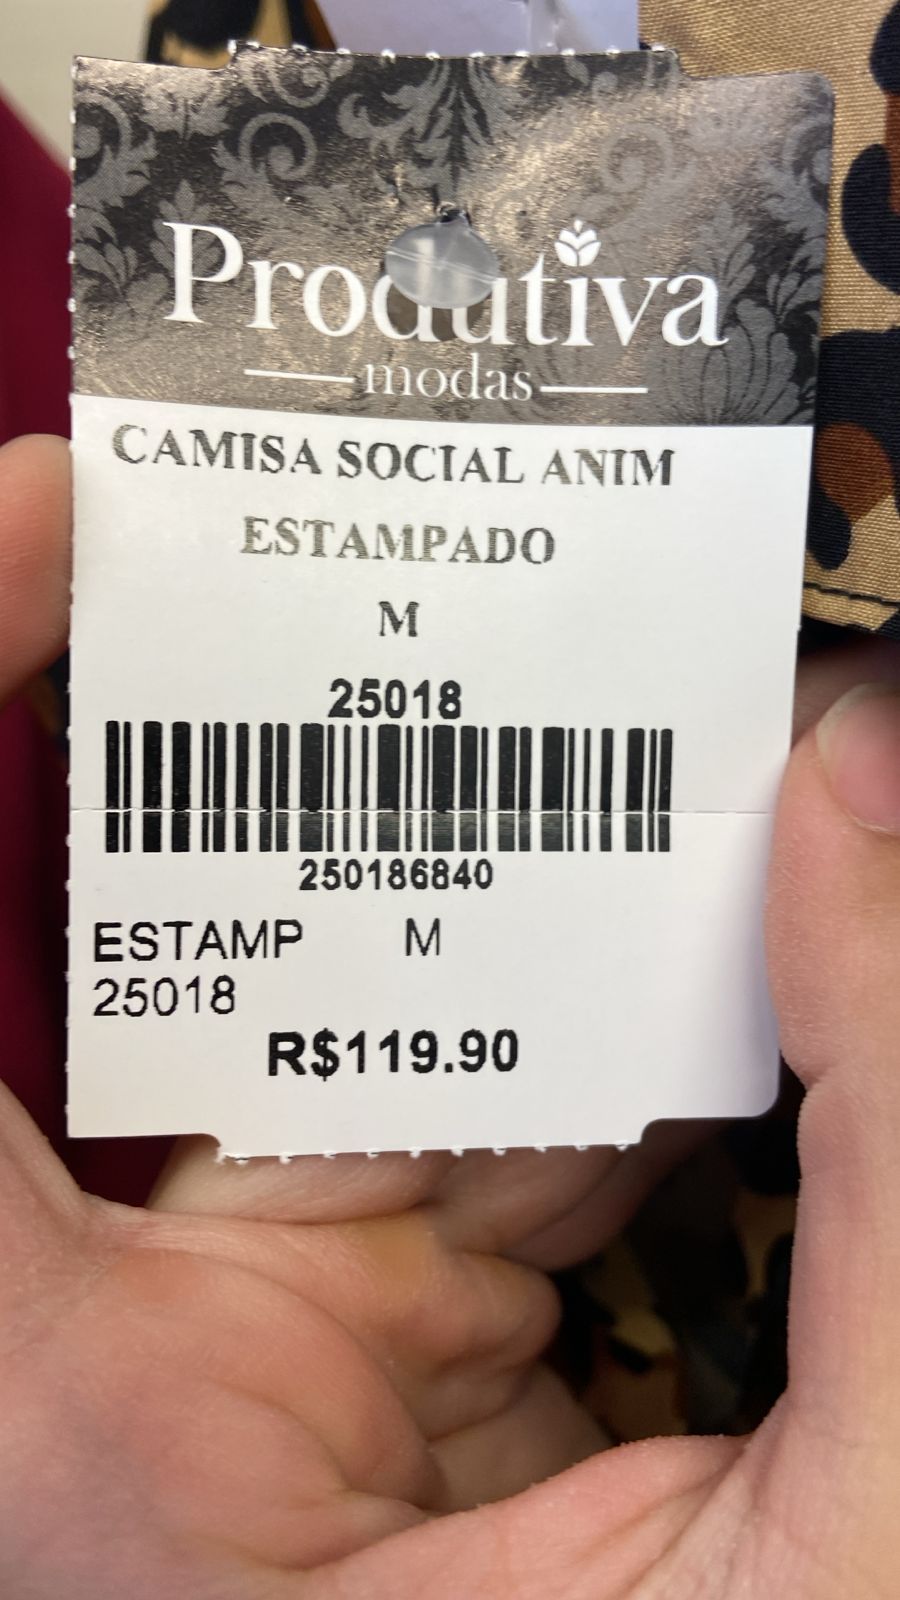 Produtiva
modas
CAMISA SOCIAL ANIM
ESTAMPADO
M
25018
250186840
ESTAMP M
25018
R$119.90